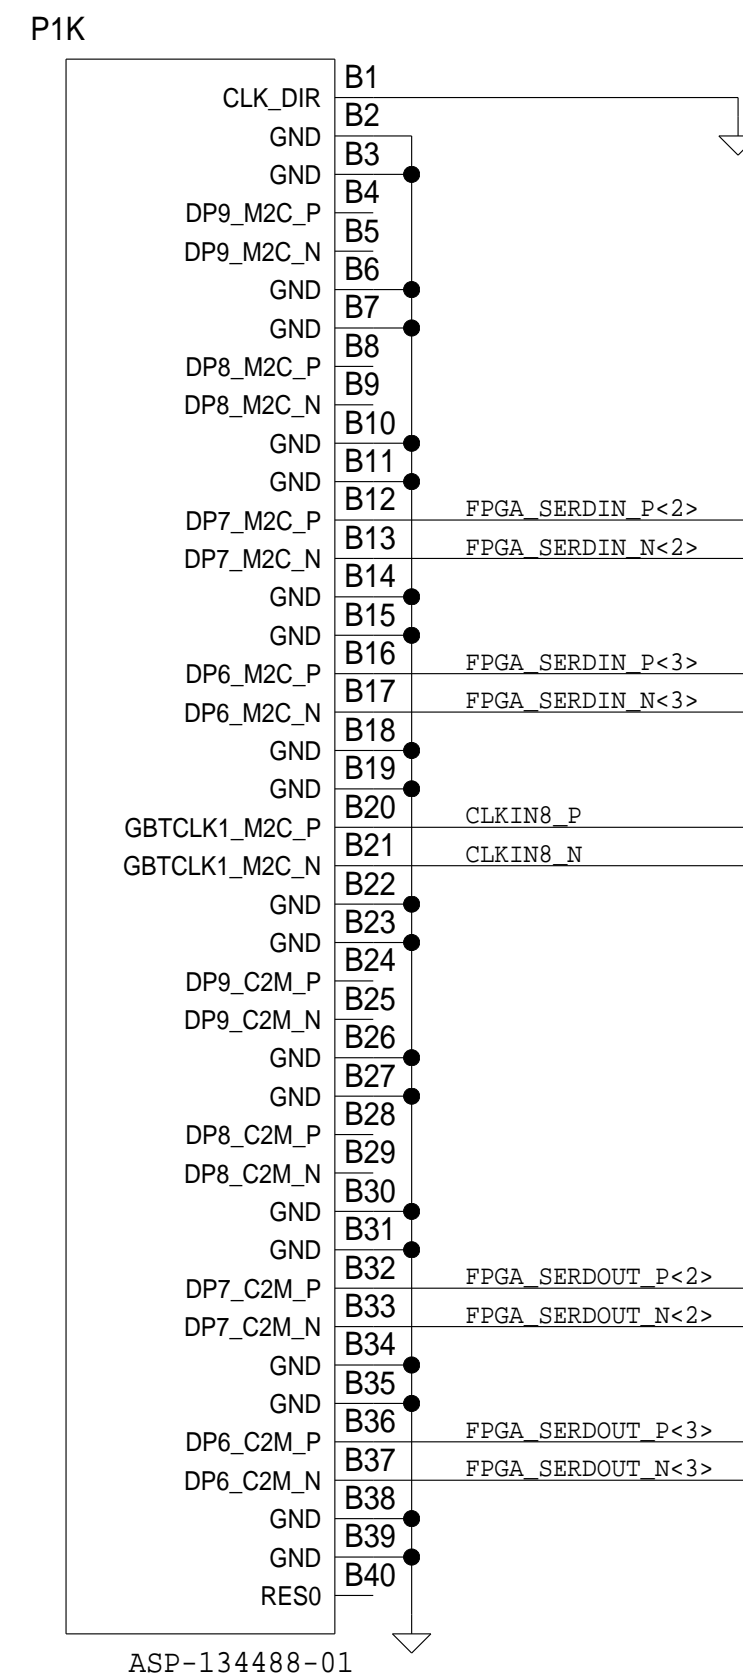 P1K
B1
CLK_DIR
B2
GND
B3
GND
B4
DP9_M2C_P
B5
DP9_M2C_N
B6
GND
B7
GND
B8
DP8_M2C_P
B9
DP8_M2C_N
B10
GND
B11
GND
B12 FPGA_SERDIN_P<2>
DP7_M2C_P
B13 FPGA_SERDIN_N<2>
DP7_M2C_N
B14
GND
B15
GND
B16 FPGA_SERDIN_P<3>
DP6_M2C_P
B17 FPGA_SERDIN_N<3>
DP6_M2C_N
B18
GND
B19
GND
B20 CLKIN8_P
GBTCLK1_M2C_P
B21 CLKIN8_N
GBTCLK1_M2C_N
B22
GND
B23
GND
B24
DP9_C2M_P
B25
DP9_C2M_N
B26
GND
B27
GND
B28
DP8_C2M_P
B29
DP8_C2M_N
B30
GND
B31
GND
B32 FPGA_SERDOUT_P<2>
DP7_C2M_P
B33 FPGA_SERDOUT_N<2>
DP7_C2M_N
B34
GND
B35
GND
B36 FPGA_SERDOUT_P<3>
DP6_C2M_P
B37 FPGA_SERDOUT_N<3>
DP6_C2M_N
B38
GND
B39
GND
B40
RES0
ASP-134488-01